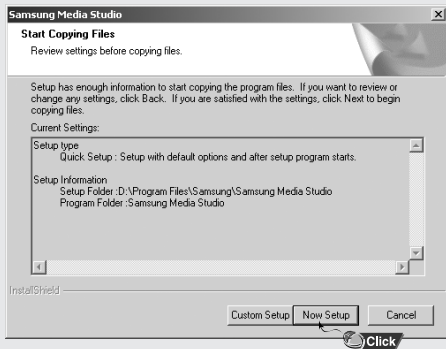 Samsung Media Studio
Start Copying Files
Review settings before copying files.
Setup has enough information to start copying the program files. If you want to review or
change any settings, click Back. If you are satisfied with the settings, click Next to begin
copying files.
Current Settings:
Setup type
Quick Setup : Setup with default options and after setup program starts.
Setup Information
Setup Folder :D:\Program Files\Samsung\Samsung Media Studio
Program Folder :Samsung Media Studio
InstallShield
Custom Setup Now Setup Cancel
Click